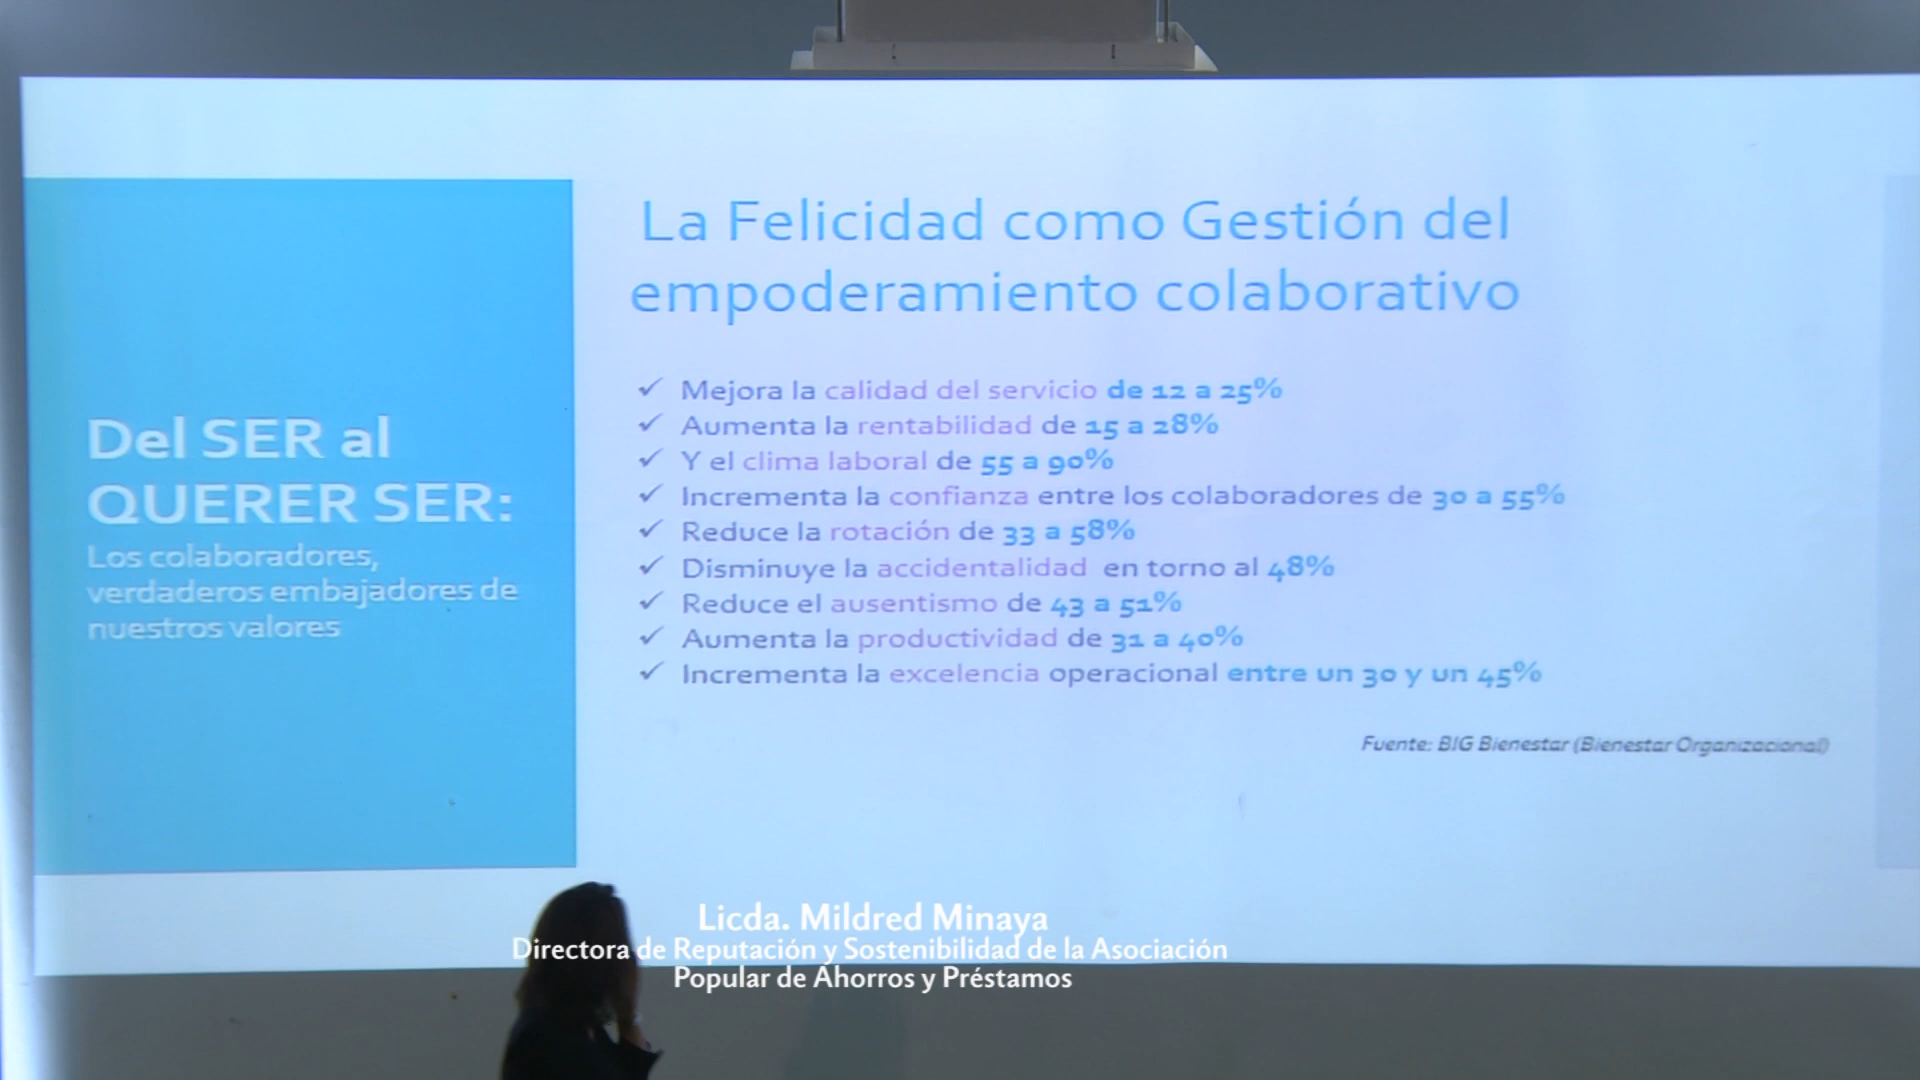 Del SER al
QUERER SER:
Los colaboradores,
verdaderos embajadores de
nuestros valores
La Felicidad como Gestión del
empoderamiento colaborativo
✓ Mejora la calidad del servicio de 12 a 25%
✓ Aumenta la rentabilidad de 15 a 28%
✓ Y el clima laboral de 55 a 90%
✓ Incrementa la confianza entre los colaboradores de 30 a 55%
✓ Reduce la rotación de 33 a 58%
✓ Disminuye la accidentalidad en torno al 48%
✓ Reduce el ausentismo de 43 a 51%
✓ Aumenta la productividad de 31 a 40%
✓ Incrementa la excelencia operacional entre un 30 y un 45%
Fuente: BIG Bienestar (Bienestar Organizacional)
Licda. Mildred Minaya
Directora de Reputación y Sostenibilidad de la Asociación
Popular de Ahorros y Préstamos